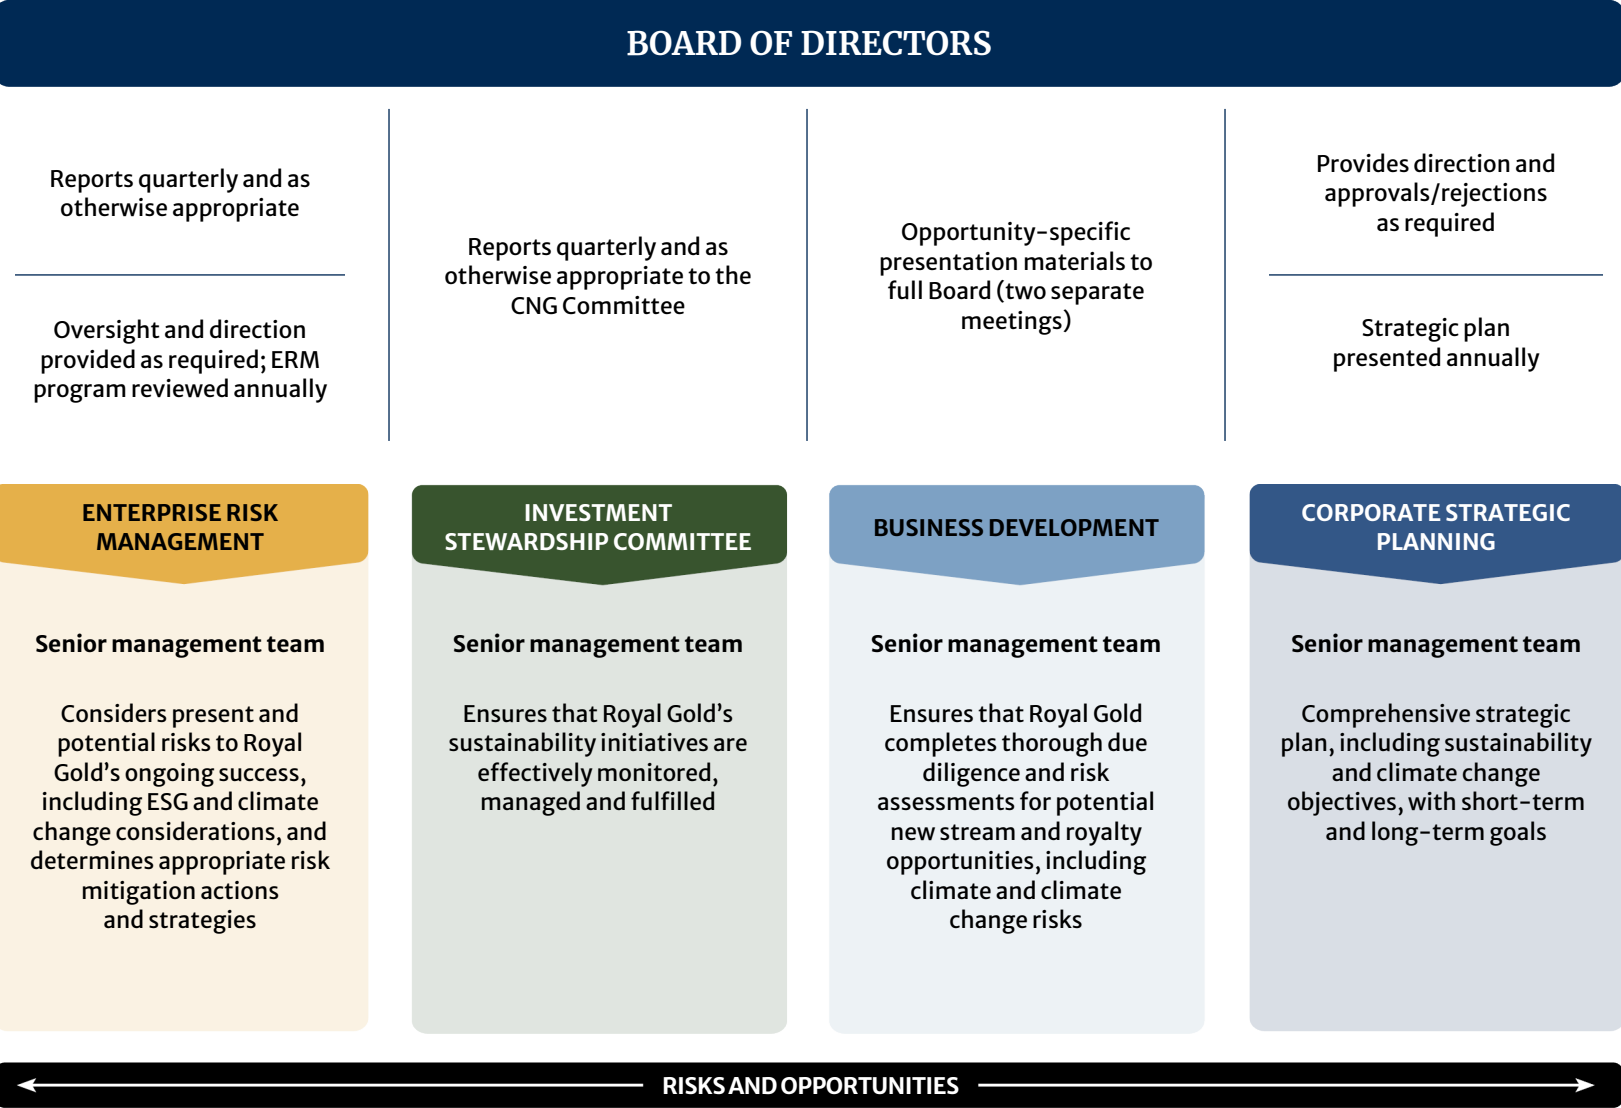 BOARD OF DIRECTORS
Reports quarterly and as
otherwise appropriate
Oversight and direction
provided as required; ERM
program reviewed annually
Reports quarterly and as
otherwise appropriate to the
CNG Committee
Opportunity-specific
presentation materials to
full Board (two separate
meetings)
Provides direction and
approvals/rejections
as required
Strategic plan
presented annually
ENTERPRISE RISK
MANAGEMENT
Senior management team
Considers present and
potential risks to Royal
Gold’s ongoing success,
including ESG and climate
change considerations, and
determines appropriate risk
mitigation actions
and strategies
INVESTMENT
STEWARDSHIP COMMITTEE
Senior management team
Ensures that Royal Gold’s
sustainability initiatives are
effectively monitored,
managed and fulfilled
BUSINESS DEVELOPMENT
Senior management team
Ensures that Royal Gold
completes thorough due
diligence and risk
assessments for potential
new stream and royalty
opportunities, including
climate and climate
change risks
CORPORATE STRATEGIC
PLANNING
Senior management team
Comprehensive strategic
plan, including sustainability
and climate change
objectives, with short-term
and long-term goals
RISKS AND OPPORTUNITIES